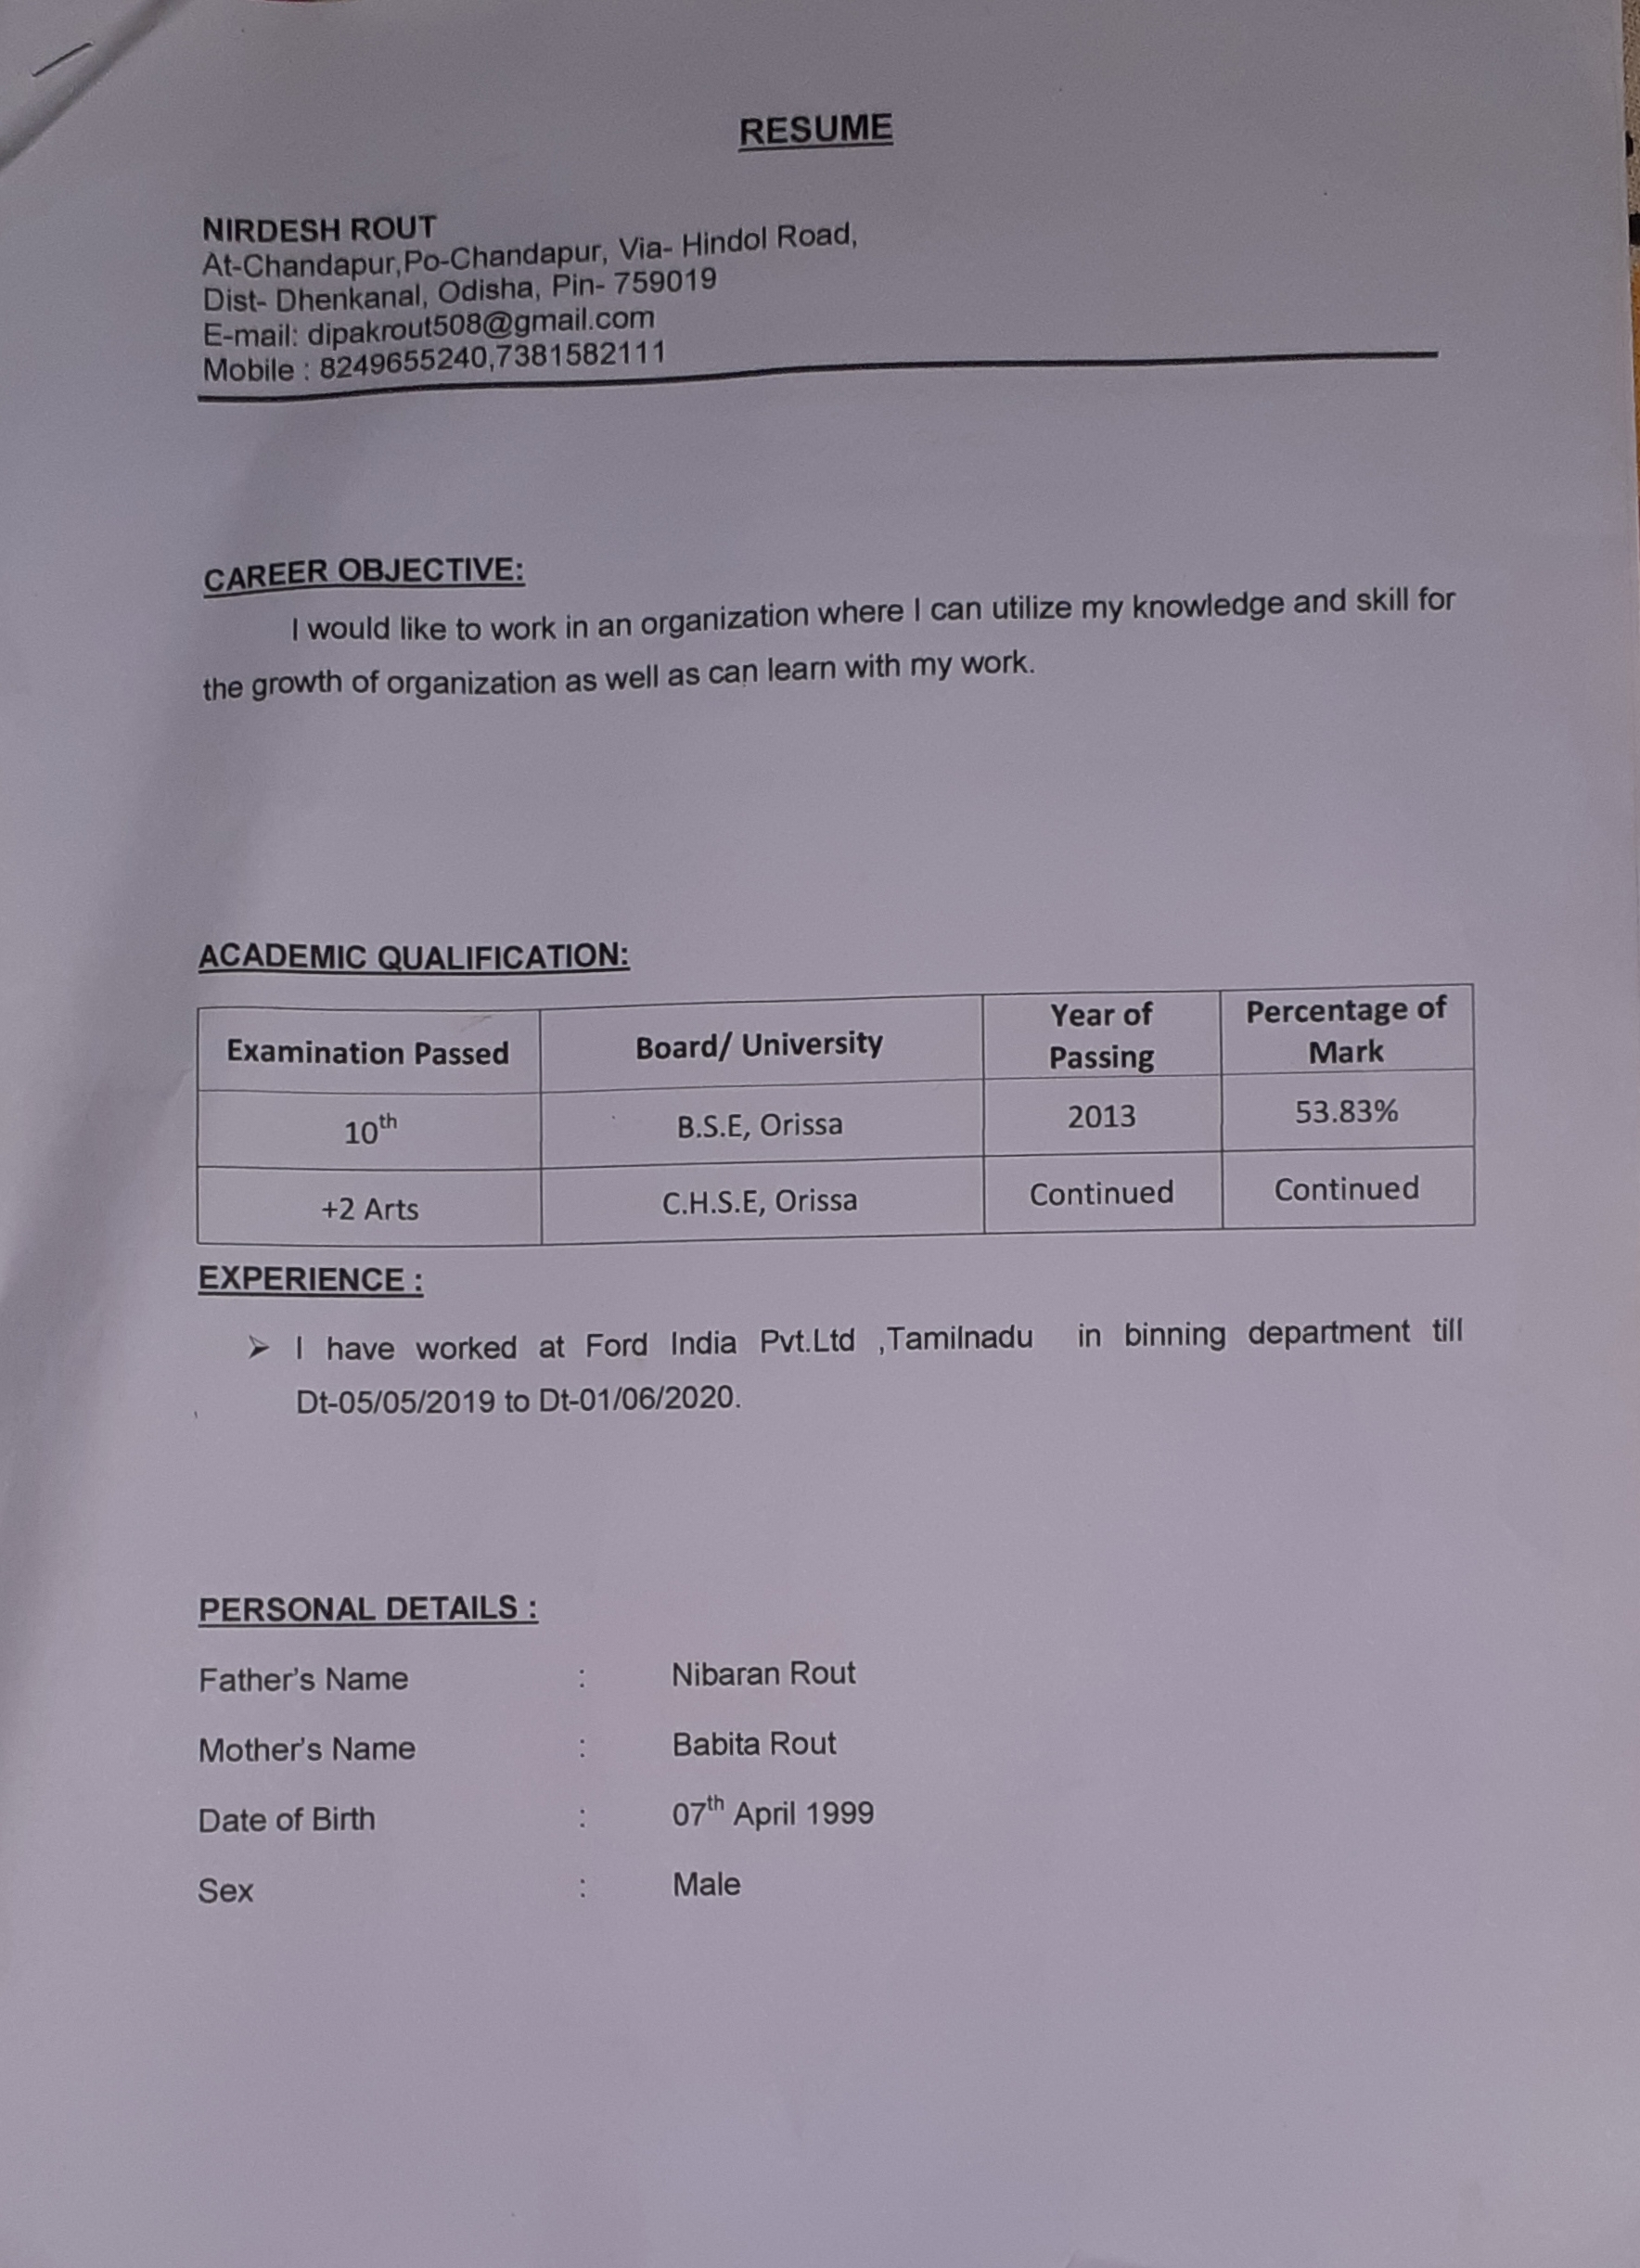 RESUME
NIRDESH ROUT
At-Chandapur,Po-Chandapur, Via- Hindol Road,
Dist- Dhenkanal, Odisha, Pin- 759019
E-mail: dipakrout508@gmail.com
Mobile : 8249655240,7381582111
CAREER OBJECTIVE:
I would like to work in an organization where I can utilize my knowledge and skill for
the growth of organization as well as can learn with my work.
ACADEMIC QUALIFICATION:
Examination Passed Board/ University Year of Passing Percentage of Mark
10th B.S.E, Orissa 2013 53.83%
+2 Arts C.H.S.E, Orissa Continued Continued
EXPERIENCE :
➢ I have worked at Ford India Pvt.Ltd ,Tamilnadu in binning department till
Dt-05/05/2019 to Dt-01/06/2020.
PERSONAL DETAILS :
Father's Name : Nibaran Rout
Mother's Name : Babita Rout
Date of Birth : 07th April 1999
Sex : Male